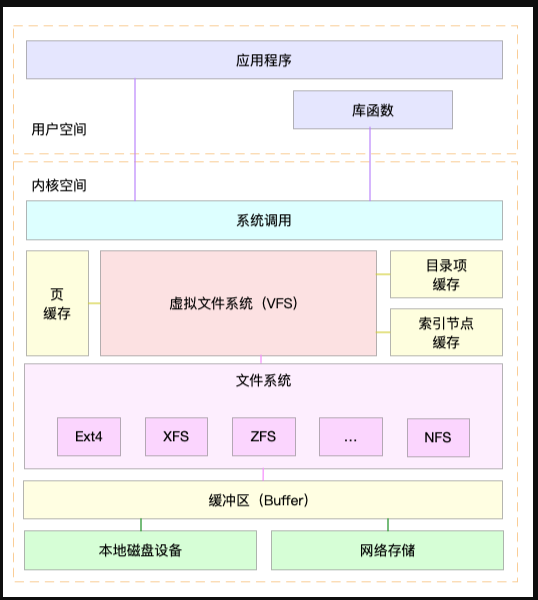 应用程序
库函数
用户空间
内核空间
系统调用
页
缓存
虚拟文件系统（VFS）
目录项
缓存
索引节点
缓存
文件系统
Ext4
XFS
ZFS
...
NFS
缓冲区（Buffer）
本地磁盘设备
网络存储